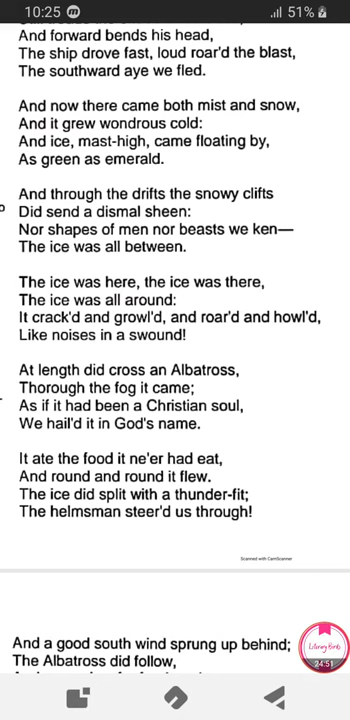 10:25 51%
And forward bends his head,
The ship drove fast, loud roar'd the blast,
The southward aye we fled.
And now there came both mist and snow,
And it grew wondrous cold:
And ice, mast-high, came floating by,
As green as emerald.
And through the drifts the snowy clifts
Did send a dismal sheen:
Nor shapes of men nor beasts we ken—
The ice was all between.
The ice was here, the ice was there,
The ice was all around:
It crack'd and growl'd, and roar'd and howl'd,
Like noises in a swound!
At length did cross an Albatross,
Thorough the fog it came;
As if it had been a Christian soul,
We hail'd it in God's name.
It ate the food it ne'er had eat,
And round and round it flew.
The ice did split with a thunder-fit;
The helmsman steer'd us through!
Scanned with CamScanner
And a good south wind sprung up behind;
The Albatross did follow,
Literary Birds
24:51